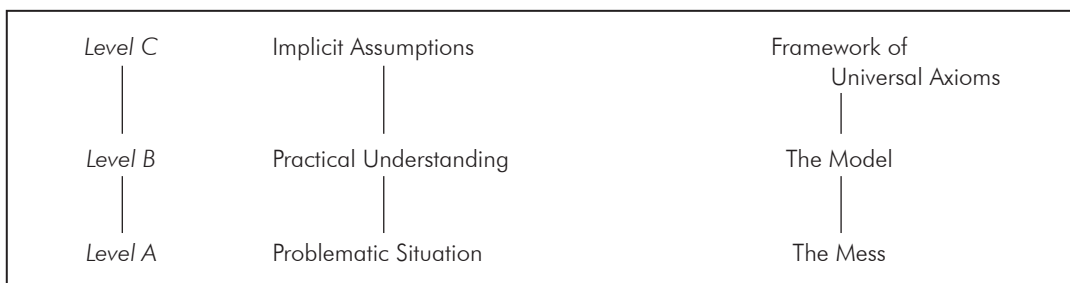 Level C Implicit Assumptions Framework of
Universal Axioms
Level B Practical Understanding The Model
Level A Problematic Situation The Mess